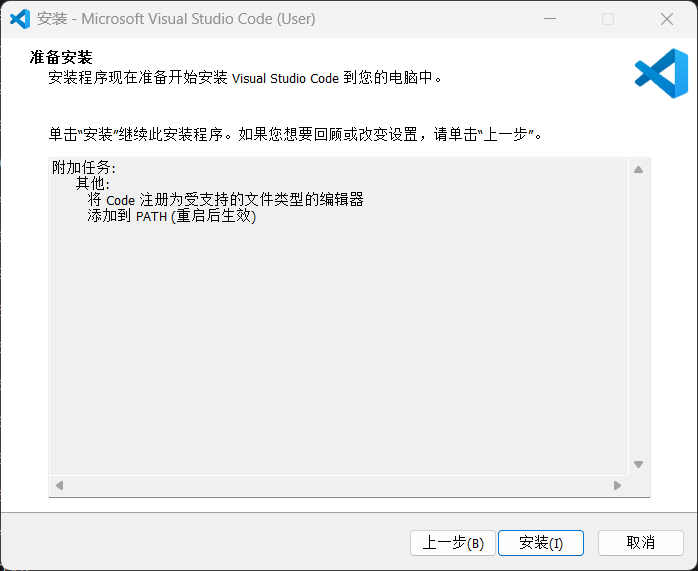 安装 - Microsoft Visual Studio Code (User)
准备安装
安装程序现在准备开始安装 Visual Studio Code 到您的电脑中。
单击“安装”继续此安装程序。如果您想要回顾或改变设置，请单击“上一步”。
附加任务:
其他:
将 Code 注册为受支持的文件类型的编辑器
添加到 PATH (重启后生效)
上一步(B) 安装(I) 取消